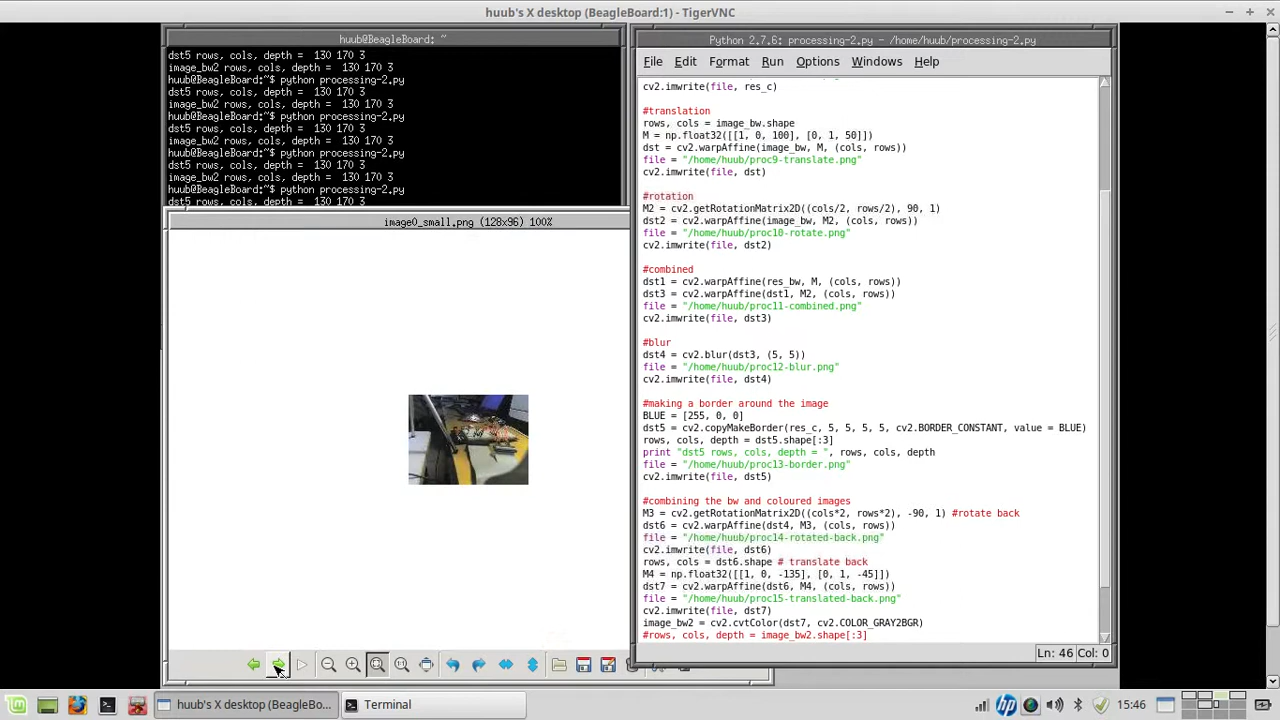 huub's X desktop (BeagleBoard:1) - TigerVNC
huub@BeagleBoard: ~
dst5 rows, cols, depth =  130 170 3
image_bw2 rows, cols, depth =  130 170 3
huub@BeagleBoard:~$ python processing-2.py
dst5 rows, cols, depth =  130 170 3
image_bw2 rows, cols, depth =  130 170 3
huub@BeagleBoard:~$ python processing-2.py
dst5 rows, cols, depth =  130 170 3
image_bw2 rows, cols, depth =  130 170 3
huub@BeagleBoard:~$ python processing-2.py
dst5 rows, cols, depth =  130 170 3
image_bw2 rows, cols, depth =  130 170 3
huub@BeagleBoard:~$ python processing-2.py
dst5 rows, cols, depth =  130 170 3
image0_small.png (128x96) 100%
Python 2.7.6: processing-2.py - /home/huub/processing-2.py
File Edit Format Run Options Windows Help
cv2.imwrite(file, res_c)
#translation
rows, cols = image_bw.shape
M = np.float32([[1, 0, 100], [0, 1, 50]])
dst = cv2.warpAffine(image_bw, M, (cols, rows))
file = "/home/huub/proc9-translate.png"
cv2.imwrite(file, dst)
#rotation
M2 = cv2.getRotationMatrix2D((cols/2, rows/2), 90, 1)
dst2 = cv2.warpAffine(image_bw, M2, (cols, rows))
file = "/home/huub/proc10-rotate.png"
cv2.imwrite(file, dst2)
#combined
dst1 = cv2.warpAffine(res_bw, M, (cols, rows))
dst3 = cv2.warpAffine(dst1, M2, (cols, rows))
file = "/home/huub/proc11-combined.png"
cv2.imwrite(file, dst3)
#blur
dst4 = cv2.blur(dst3, (5, 5))
file = "/home/huub/proc12-blur.png"
cv2.imwrite(file, dst4)
#making a border around the image
BLUE = [255, 0, 0]
dst5 = cv2.copyMakeBorder(res_c, 5, 5, 5, 5, cv2.BORDER_CONSTANT, value = BLUE)
rows, cols, depth = dst5.shape[:3]
print "dst5 rows, cols, depth = ", rows, cols, depth
file = "/home/huub/proc13-border.png"
cv2.imwrite(file, dst5)
#combining the bw and coloured images
M3 = cv2.getRotationMatrix2D((cols*2, rows*2), -90, 1) #rotate back
dst6 = cv2.warpAffine(dst4, M3, (cols, rows))
file = "/home/huub/proc14-rotated-back.png"
cv2.imwrite(file, dst6)
rows, cols = dst6.shape # translate back
M4 = np.float32([[1, 0, -135], [0, 1, -45]])
dst7 = cv2.warpAffine(dst6, M4, (cols, rows))
file = "/home/huub/proc15-translated-back.png"
cv2.imwrite(file, dst7)
image_bw2 = cv2.cvtColor(dst7, cv2.COLOR_GRAY2BGR)
#rows, cols, depth = image_bw2.shape[:3]
Ln: 46 Col: 0
huub's X desktop (BeagleBo...
Terminal
15:46